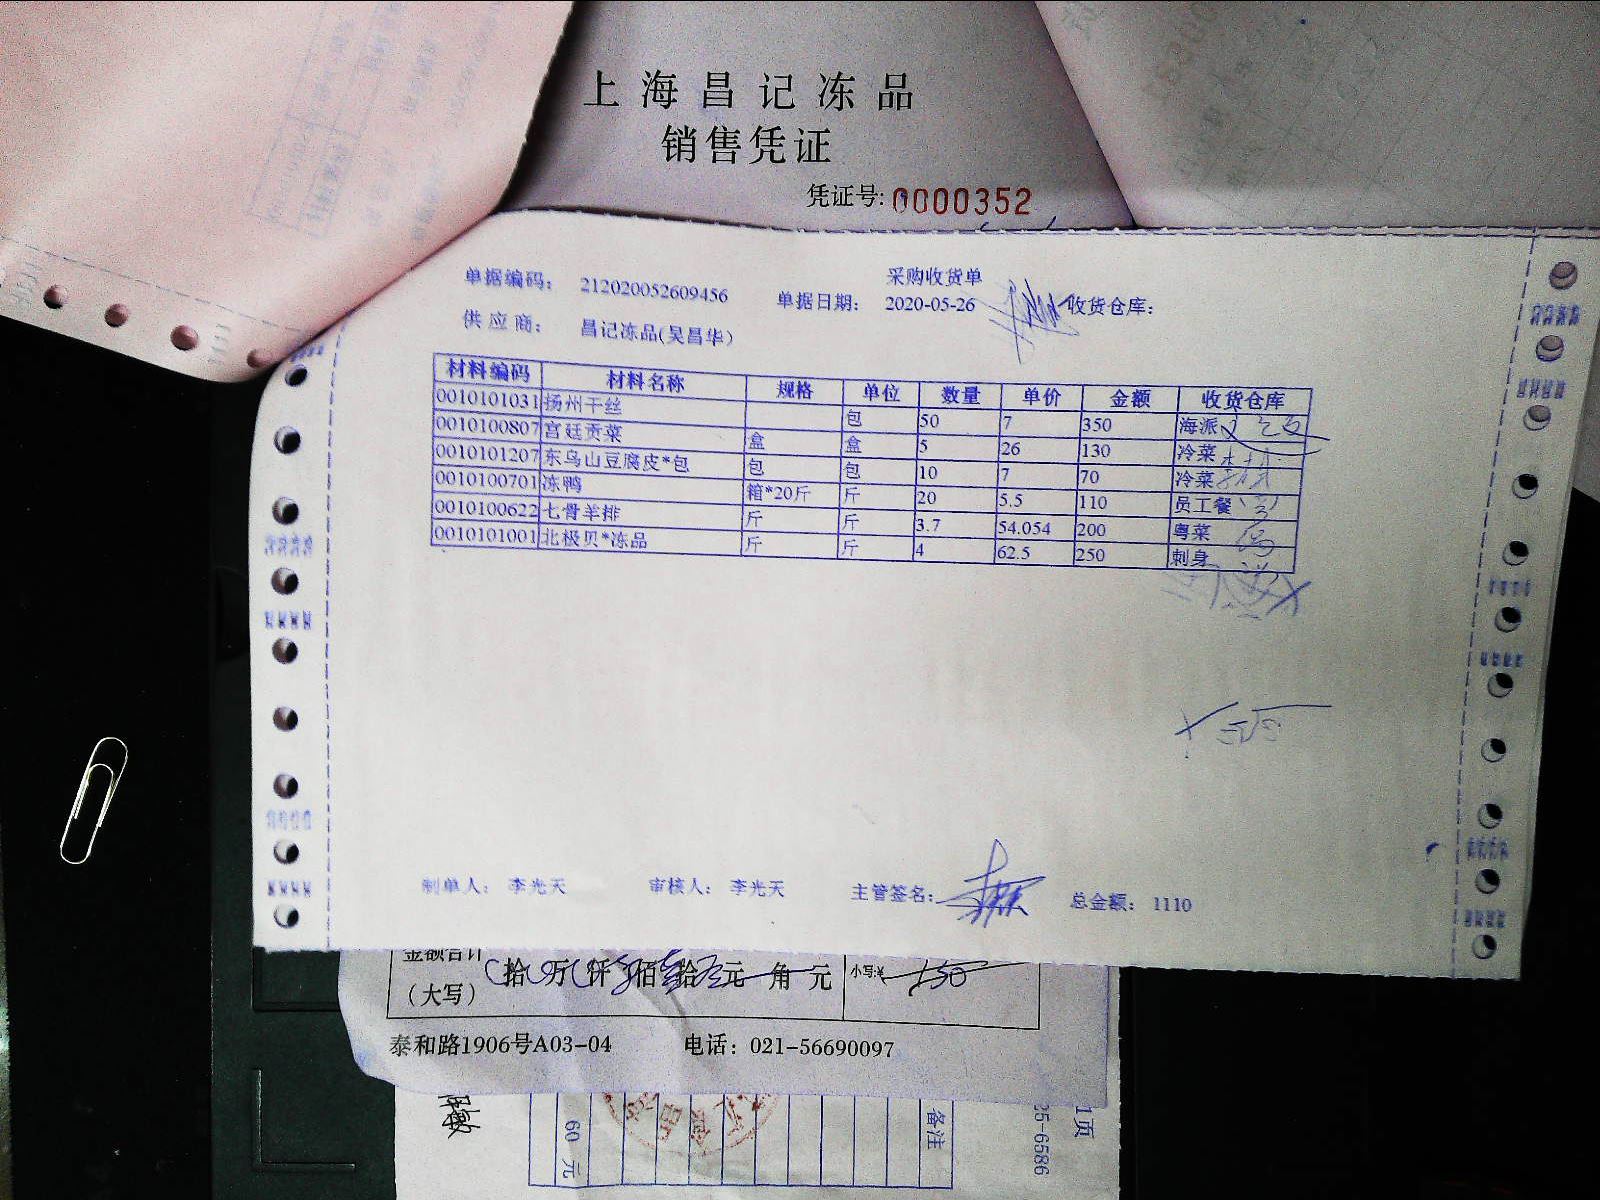 上海昌记冻品
销售凭证
凭证号: 0000352
采购收货单
单据编码: 212020052609456 单据日期: 2020-05-26 收货仓库:
供应商: 昌记冻品(吴昌华)
材料编码 材料名称 规格 单位 数量 单价 金额 收货仓库
0010101031 扬州干丝 包 50 7 350 海派
0010100807 宫廷贡菜 盒 盒 5 26 130 冷菜
0010101207 东乌山豆腐皮*包 包 包 10 7 70 冷菜
0010100701 冻鸭 箱*20斤 斤 20 5.5 110 员工餐
0010100622 七骨羊排 斤 斤 3.7 54.054 200 粤菜
0010101001 北极贝*冻品 斤 斤 4 62.5 250 刺身
制单人: 李光天 审核人: 李光天 主管签名: 总金额: 1110
金额合计
(大写) 拾 万 仟 佰 拾 元 角 元 小写:¥ 150
泰和路1906号A03-04 电话: 021-56690097
60 元
备注
1页